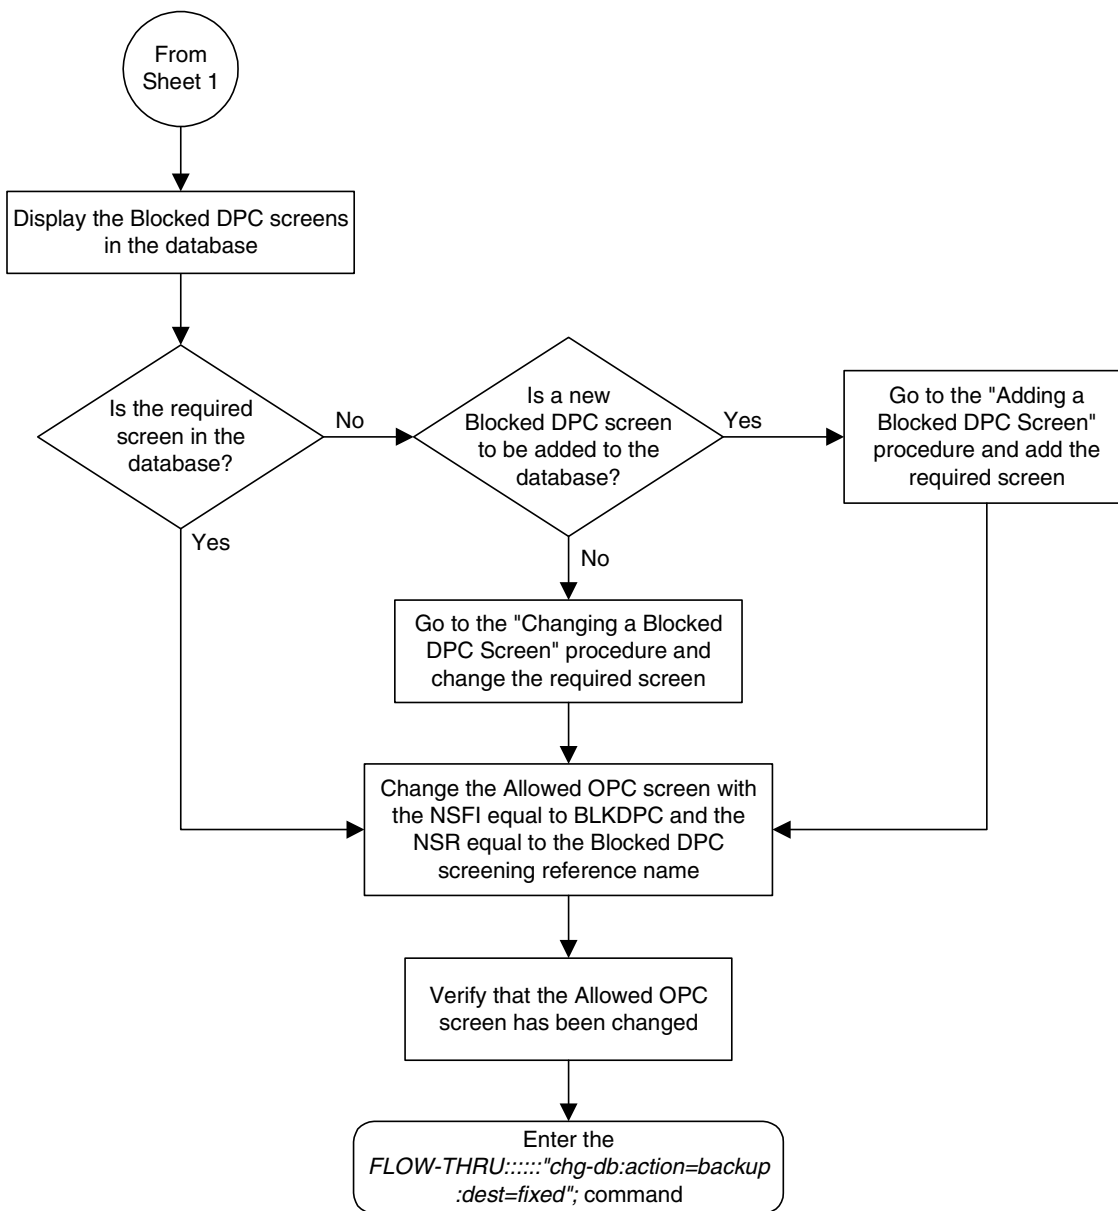 From
Sheet 1
Display the Blocked DPC screens
in the database
Is the required
screen in the
database?
No
Yes
Is a new
Blocked DPC screen
to be added to the
database?
Yes
No
Go to the "Adding a
Blocked DPC Screen"
procedure and add the
required screen
Go to the "Changing a Blocked
DPC Screen" procedure and
change the required screen
Change the Allowed OPC screen with
the NSFI equal to BLKDPC and the
NSR equal to the Blocked DPC
screening reference name
Verify that the Allowed OPC
screen has been changed
Enter the
FLOW-THRU::::::"chg-db:action=backup
:dest=fixed"; command